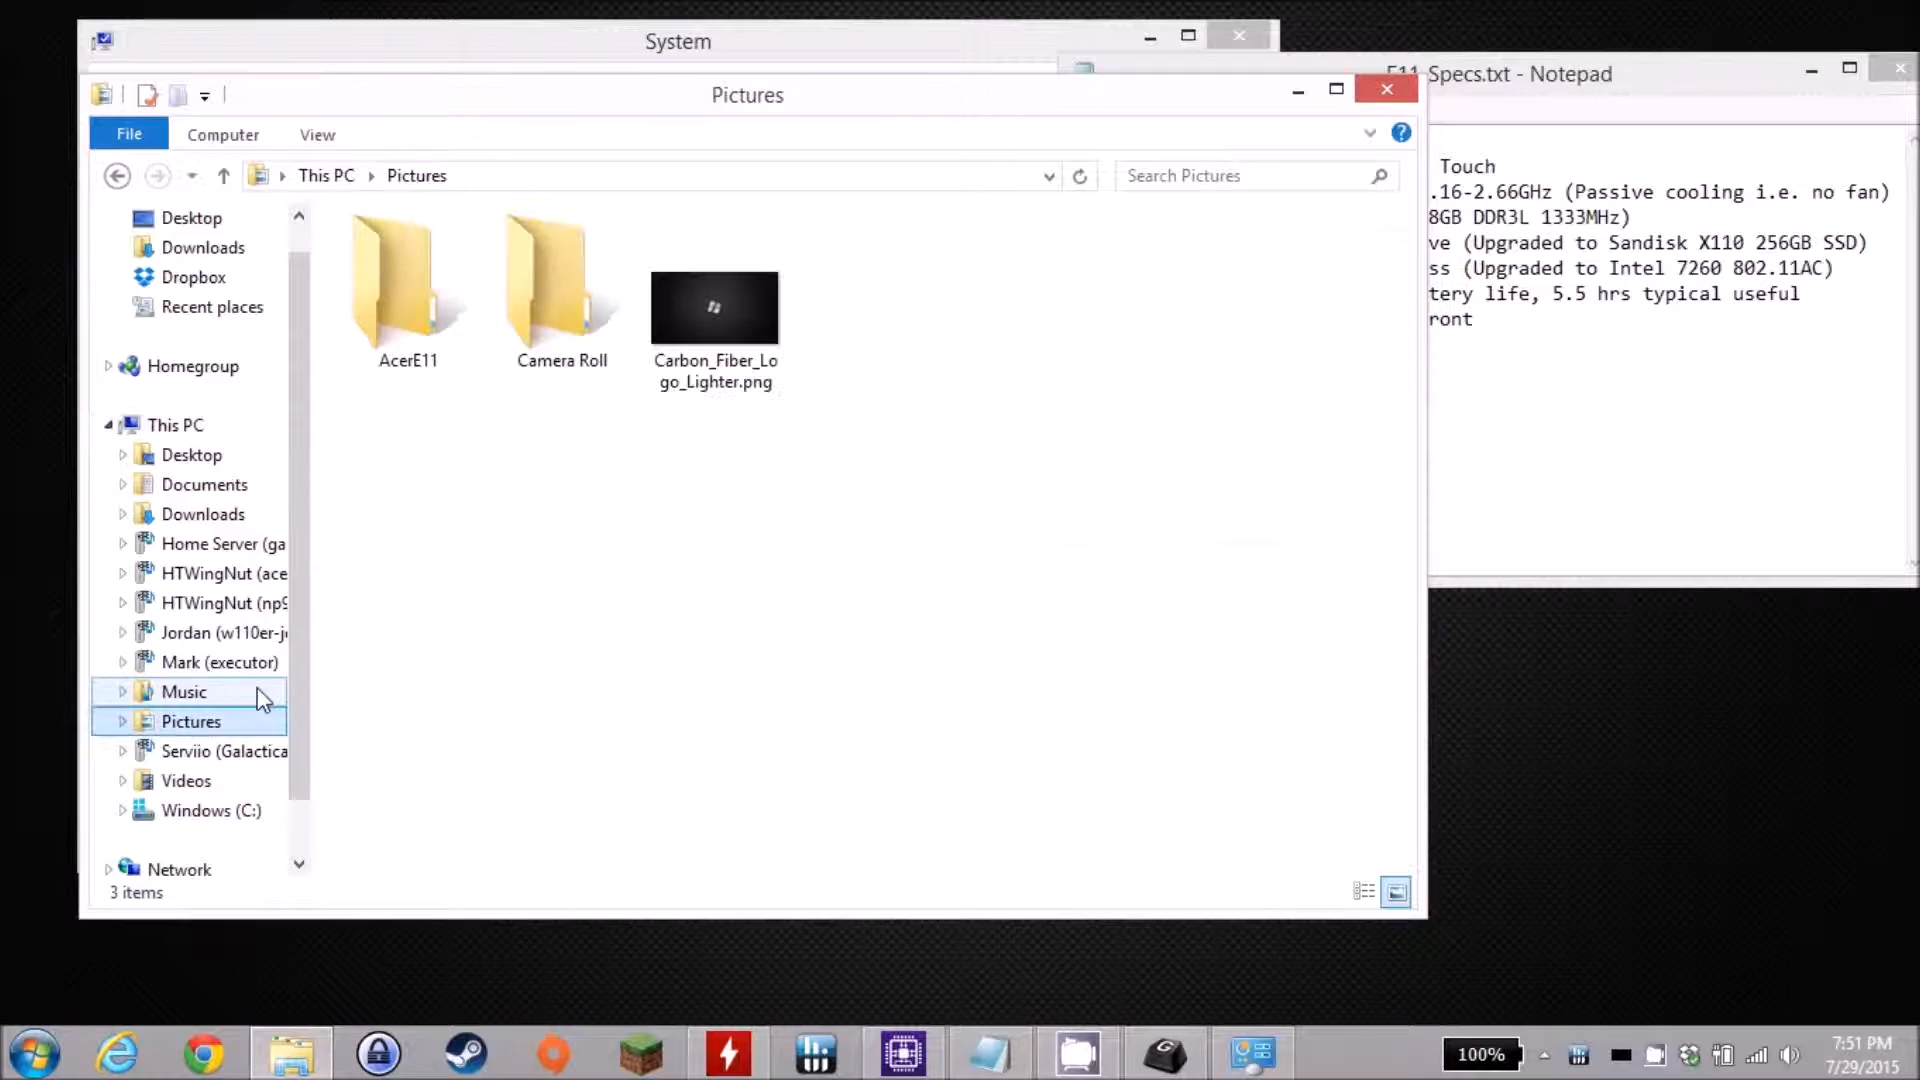 System
E11 Specs.txt - Notepad
Pictures
File
Computer
View
This PC
Pictures
Search Pictures
Touch
.16-2.66GHz (Passive cooling i.e. no fan)
8GB DDR3L 1333MHz)
ve (Upgraded to Sandisk X110 256GB SSD)
ss (Upgraded to Intel 7260 802.11AC)
tery life, 5.5 hrs typical useful
ront
Desktop
Downloads
Dropbox
Recent places
Homegroup
This PC
Desktop
Documents
Downloads
Home Server (ga
HTWingNut (ace
HTWingNut (np9
Jordan (w110er-j
Mark (executor)
Music
Pictures
Serviio (Galactica
Videos
Windows (C:)
Network
AcerE11
Camera Roll
Carbon_Fiber_Lo
go_Lighter.png
3 items
100%
7:51 PM
7/29/2015